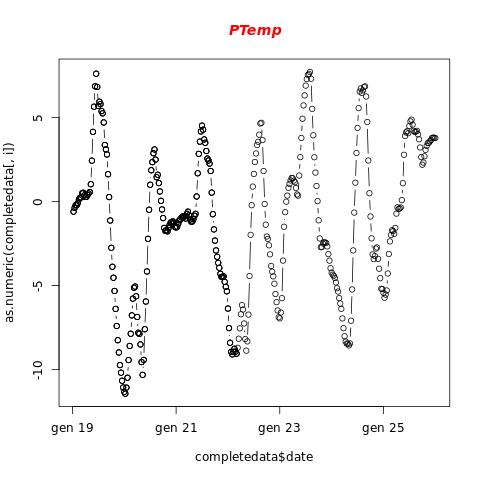 PTemp
as.numeric(completedata[, i])
5
0
-5
-10
gen 19 gen 21 gen 23 gen 25
completedata$date